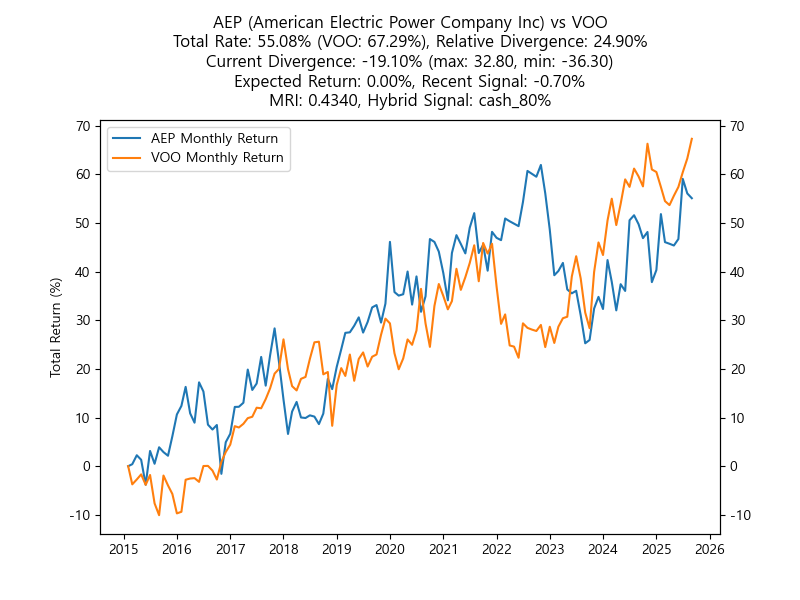 AEP (American Electric Power Company Inc) vs VOO
Total Rate: 55.08% (VOO: 67.29%), Relative Divergence: 24.90%
Current Divergence: -19.10% (max: 32.80, min: -36.30)
Expected Return: 0.00%, Recent Signal: -0.70%
MRI: 0.4340, Hybrid Signal: cash_80%
AEP Monthly Return
VOO Monthly Return
Total Return (%)
70
60
50
40
30
20
10
0
-10
70
60
50
40
30
20
10
0
-10
2015 2016 2017 2018 2019 2020 2021 2022 2023 2024 2025 2026